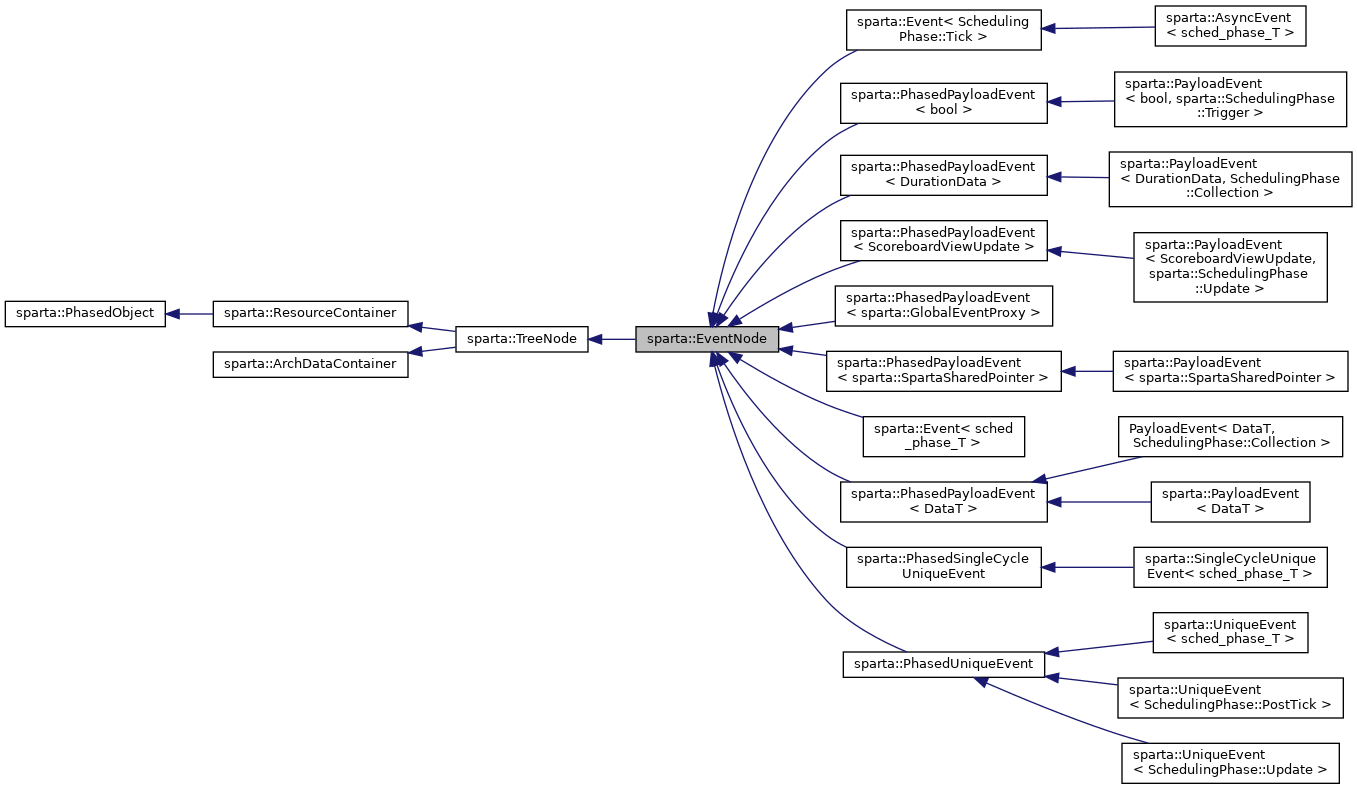 sparta::PhasedObject
sparta::ResourceContainer
sparta::ArchDataContainer
sparta::TreeNode
sparta::EventNode
sparta::Event< Scheduling
Phase::Tick >
sparta::AsyncEvent
< sched_phase_T >
sparta::PhasedPayloadEvent
< bool >
sparta::PayloadEvent
< bool, sparta::SchedulingPhase
::Trigger >
sparta::PhasedPayloadEvent
< DurationData >
sparta::PayloadEvent
< DurationData, SchedulingPhase
::Collection >
sparta::PhasedPayloadEvent
< ScoreboardViewUpdate >
sparta::PayloadEvent
< ScoreboardViewUpdate,
sparta::SchedulingPhase
::Update >
sparta::PhasedPayloadEvent
< sparta::GlobalEventProxy >
sparta::PhasedPayloadEvent
< sparta::SpartaSharedPointer >
sparta::PayloadEvent
< sparta::SpartaSharedPointer >
sparta::Event< sched
_phase_T >
sparta::PhasedPayloadEvent
< DataT >
PayloadEvent< DataT,
SchedulingPhase::Collection >
sparta::PayloadEvent
< DataT >
sparta::PhasedSingleCycle
UniqueEvent
sparta::SingleCycleUnique
Event< sched_phase_T >
sparta::PhasedUniqueEvent
sparta::UniqueEvent
< sched_phase_T >
sparta::UniqueEvent
< SchedulingPhase::PostTick >
sparta::UniqueEvent
< SchedulingPhase::Update >